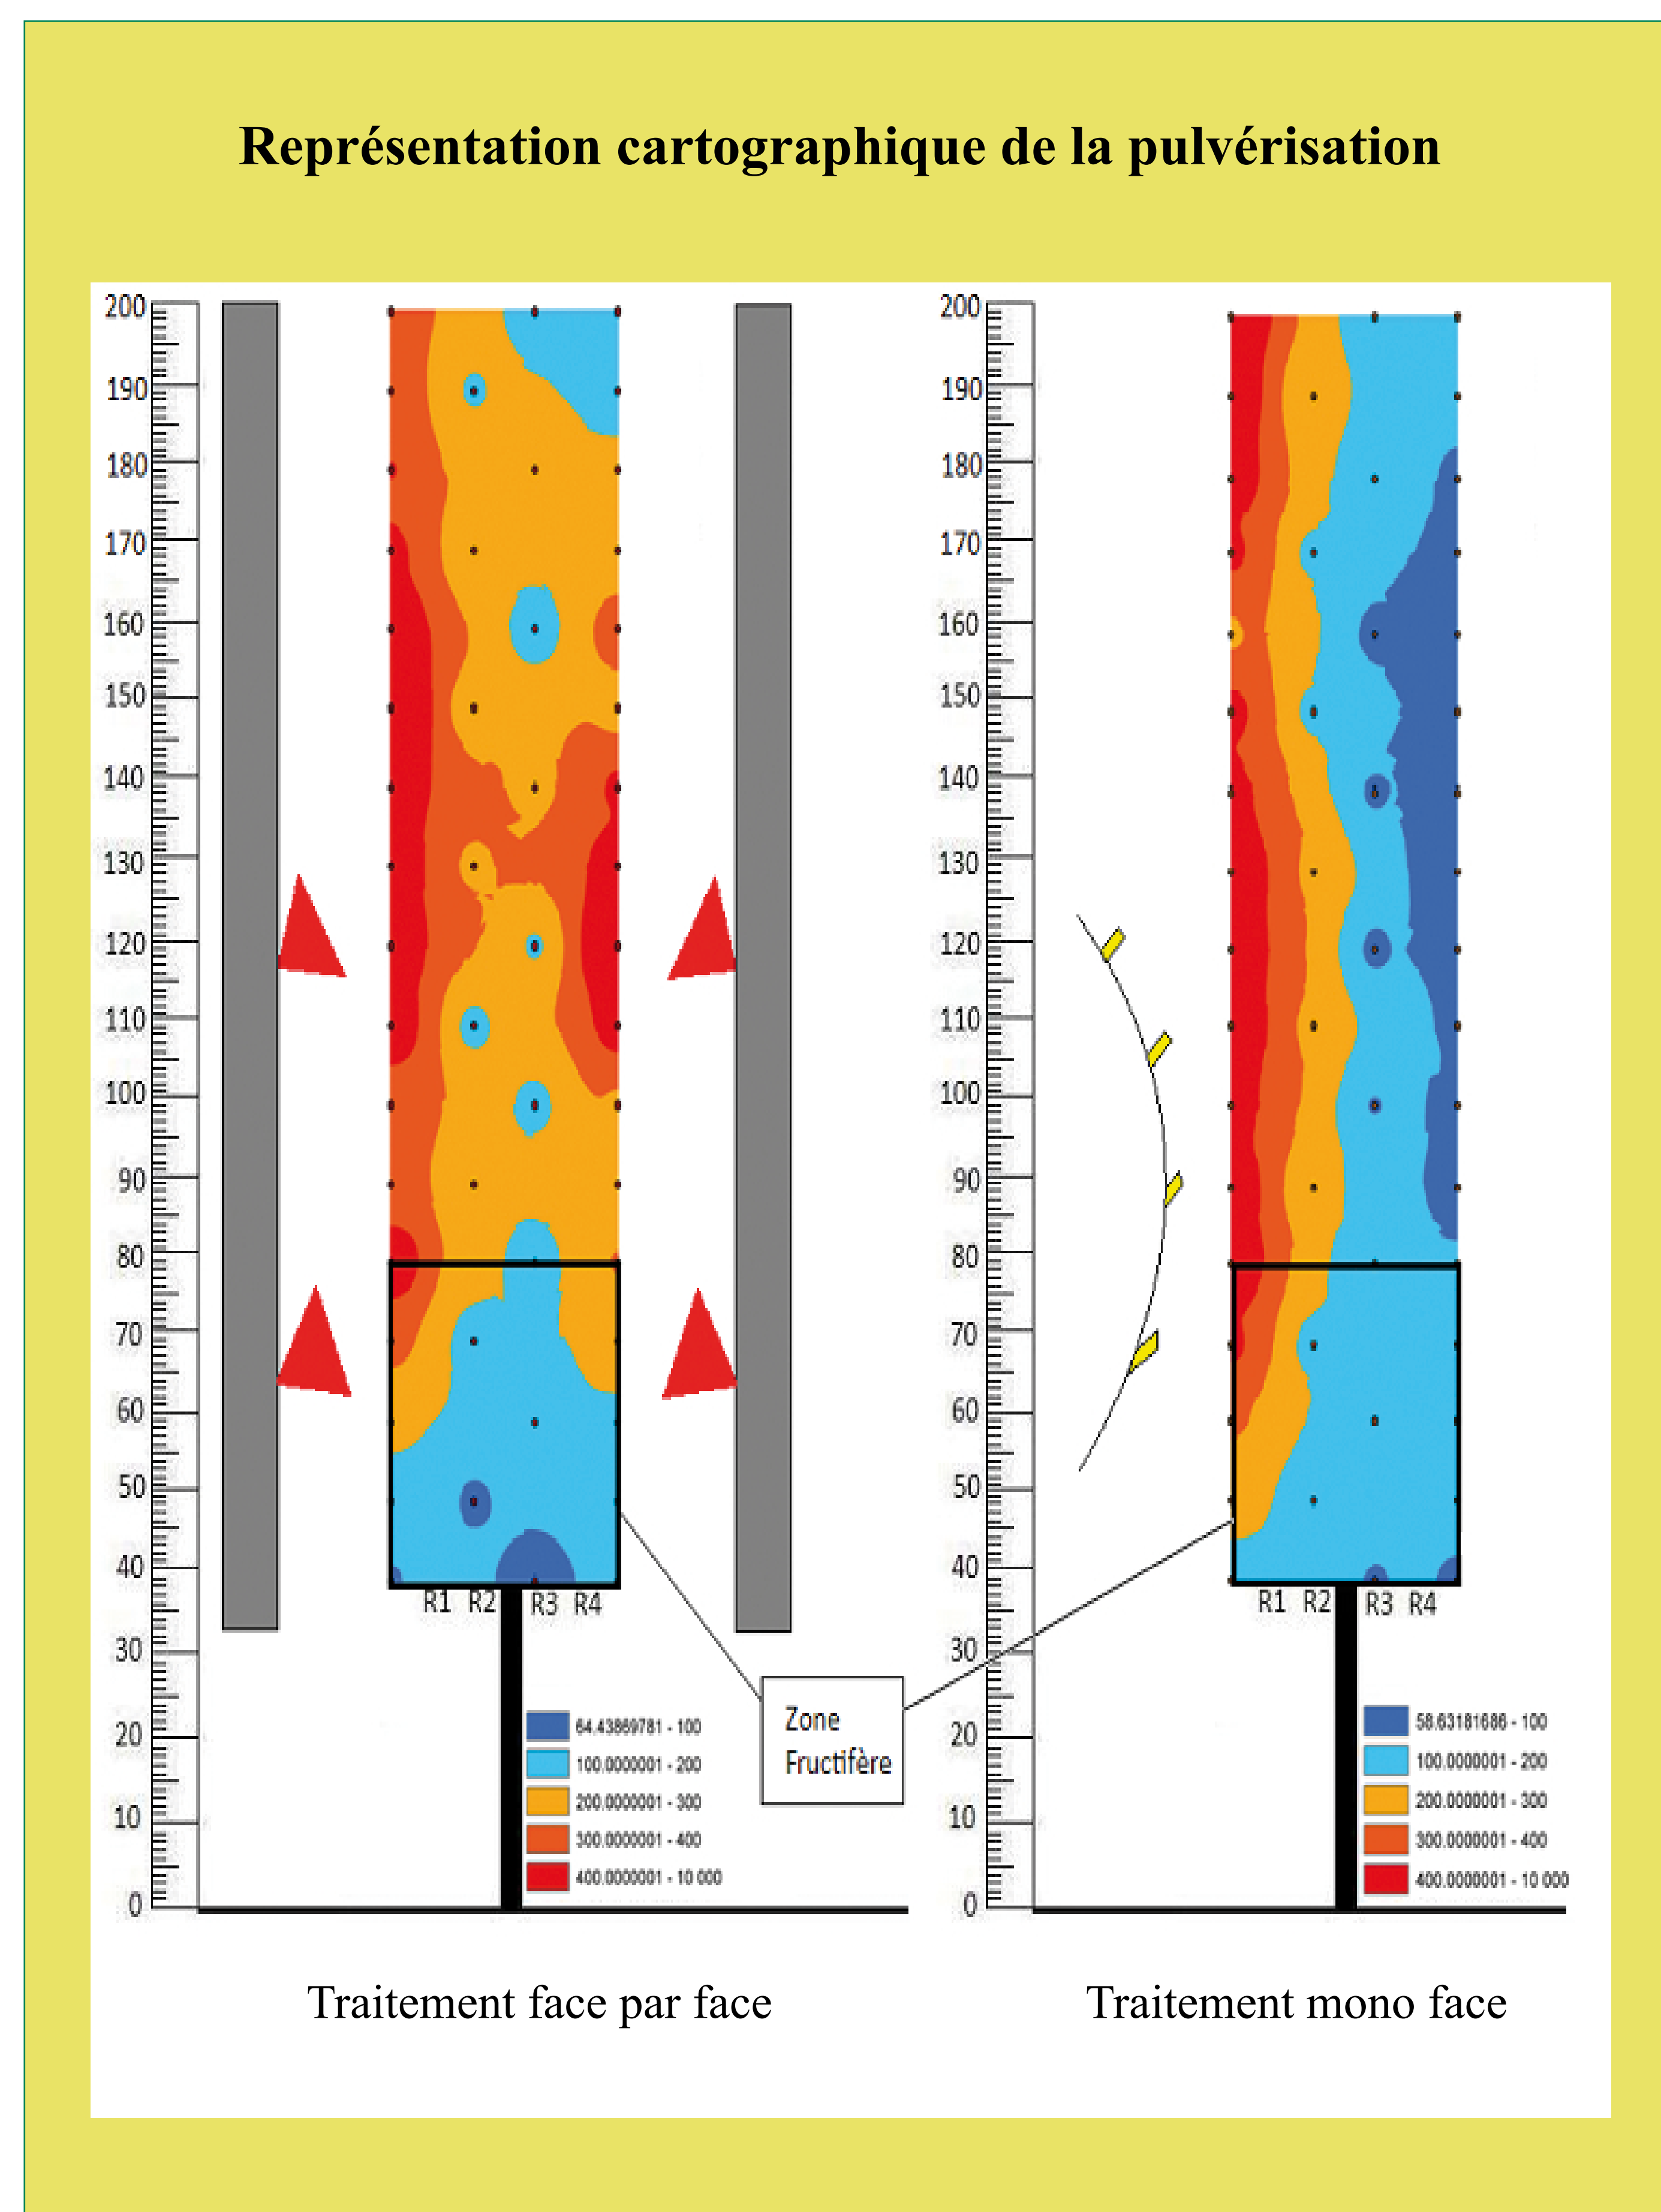 Représentation cartographique de la pulvérisation
200
190
180
170
160
150
140
130
120
110
100
90
80
70
60
50
40
30
20
10
0
R1 R2 R3 R4
64.43869781 - 100
100.0000001 - 200
200.0000001 - 300
300.0000001 - 400
400.0000001 - 10 000
Zone
Fructifère
200
190
180
170
160
150
140
130
120
110
100
90
80
70
60
50
40
30
20
10
0
R1 R2 R3 R4
58.63181686 - 100
100.0000001 - 200
200.0000001 - 300
300.0000001 - 400
400.0000001 - 10 000
Traitement face par face
Traitement mono face